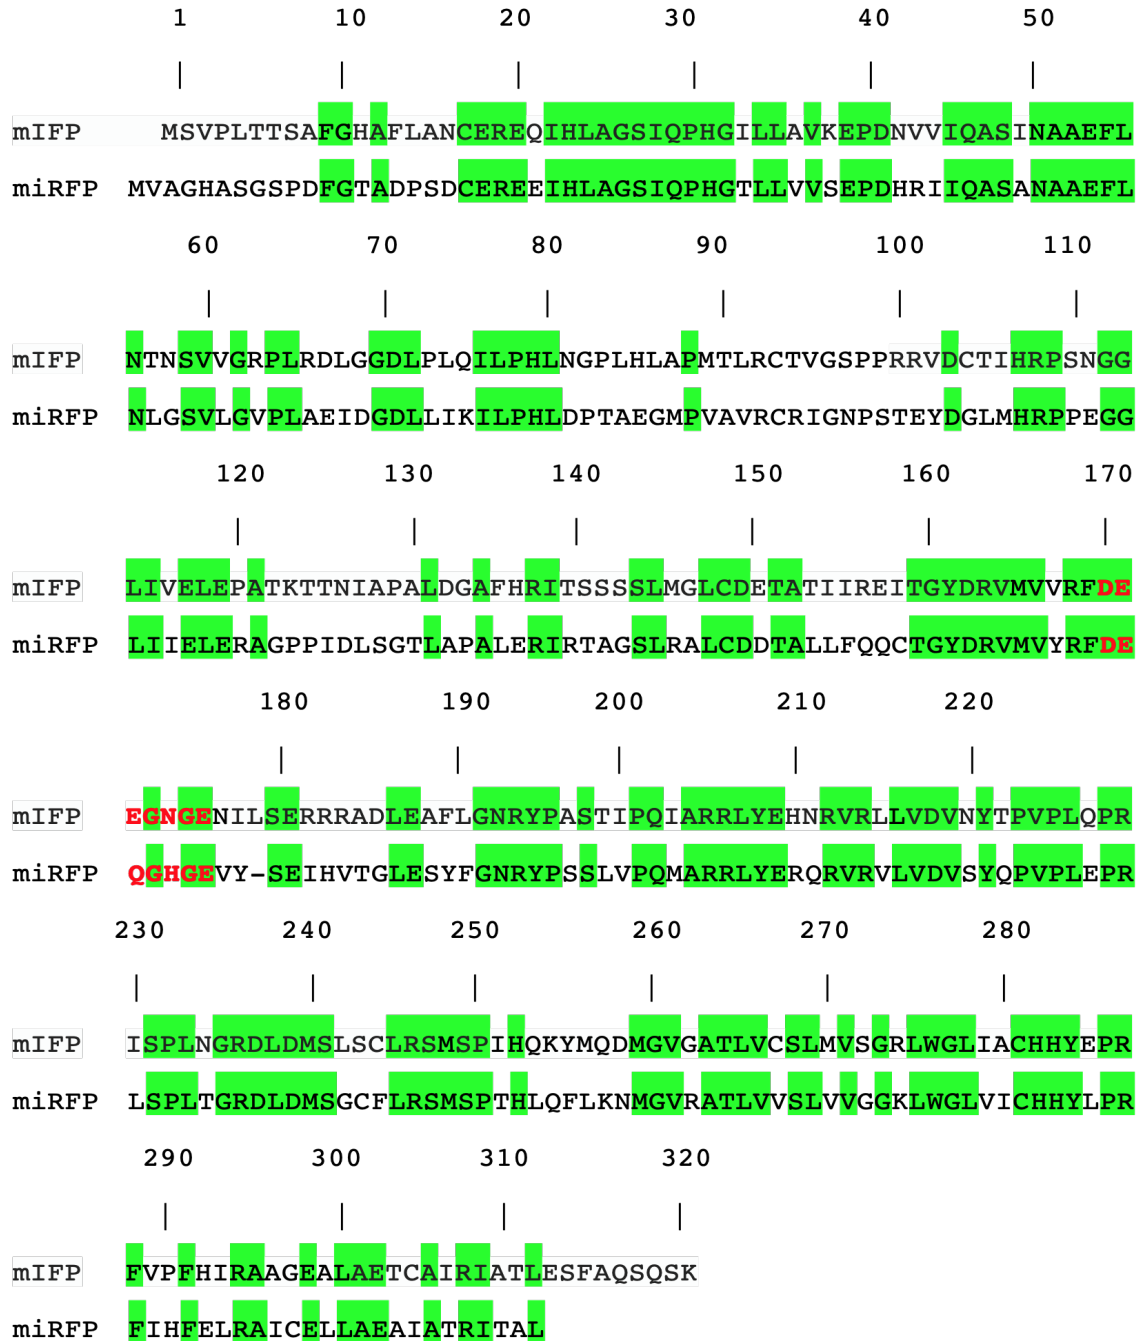 1 10 20 30 40 50
mIFP MSVPLTTSAFGHAFLANCEREQIHLAGSIQPHGILLAVKEPDNVVIQASINAAEFL
miRFP MVAGHASGSPDFGTADPSDCEREEIHLAGSIQPHGTLLVVSEPDHRIIQASANAAEFL
60 70 80 90 100 110
mIFP NTNSVVGRPLRDLGGDLPLQILPHLNGPLHLAPMTLRCTVGSPPRRVDCTIHRPSNGG
miRFP NLGSVLGVPLAEIDGDLLIKILPHLDPTAEGMPVAVRCRIGNPSTEYDGLMHRPPEGG
120 130 140 150 160 170
mIFP LIVELEPATKTTNIAPALDGAFHRITSSSSLMGLCDETATIIREITGYDRVMVVRFDE
miRFP LIIELERAGPPIDLSGTLAPALERIRTAGSLRALCDDTALLFQQCTGYDRVMVYRFDE
180 190 200 210 220
mIFP EGNGENILSERRRADLEAFLGNRYPASTIPQIARRLYEHNRVRLLVDVNYTPVPLQPR
miRFP QGHGEVY-SEIHVTGLESYFGNRYPSSLVPQMARRLYERQRVRVLVDVSYQPVPLEPR
230 240 250 260 270 280
mIFP ISPLNGRDLDMSLSCLRSMSPIHQKYMQDMGVGATLVCSLMVSGRLWGLIACHHYEPR
miRFP LSPLTGRDLDMSGCFLRSMSPTHLQFLKNMGVRATLVVSLVVGGKLWGLVICHHYLPR
290 300 310 320
mIFP FVPFHIRAAGEALAETCAIRIATLESFAQSQSK
miRFP FIHFELRAICELLAEAIATRITAL